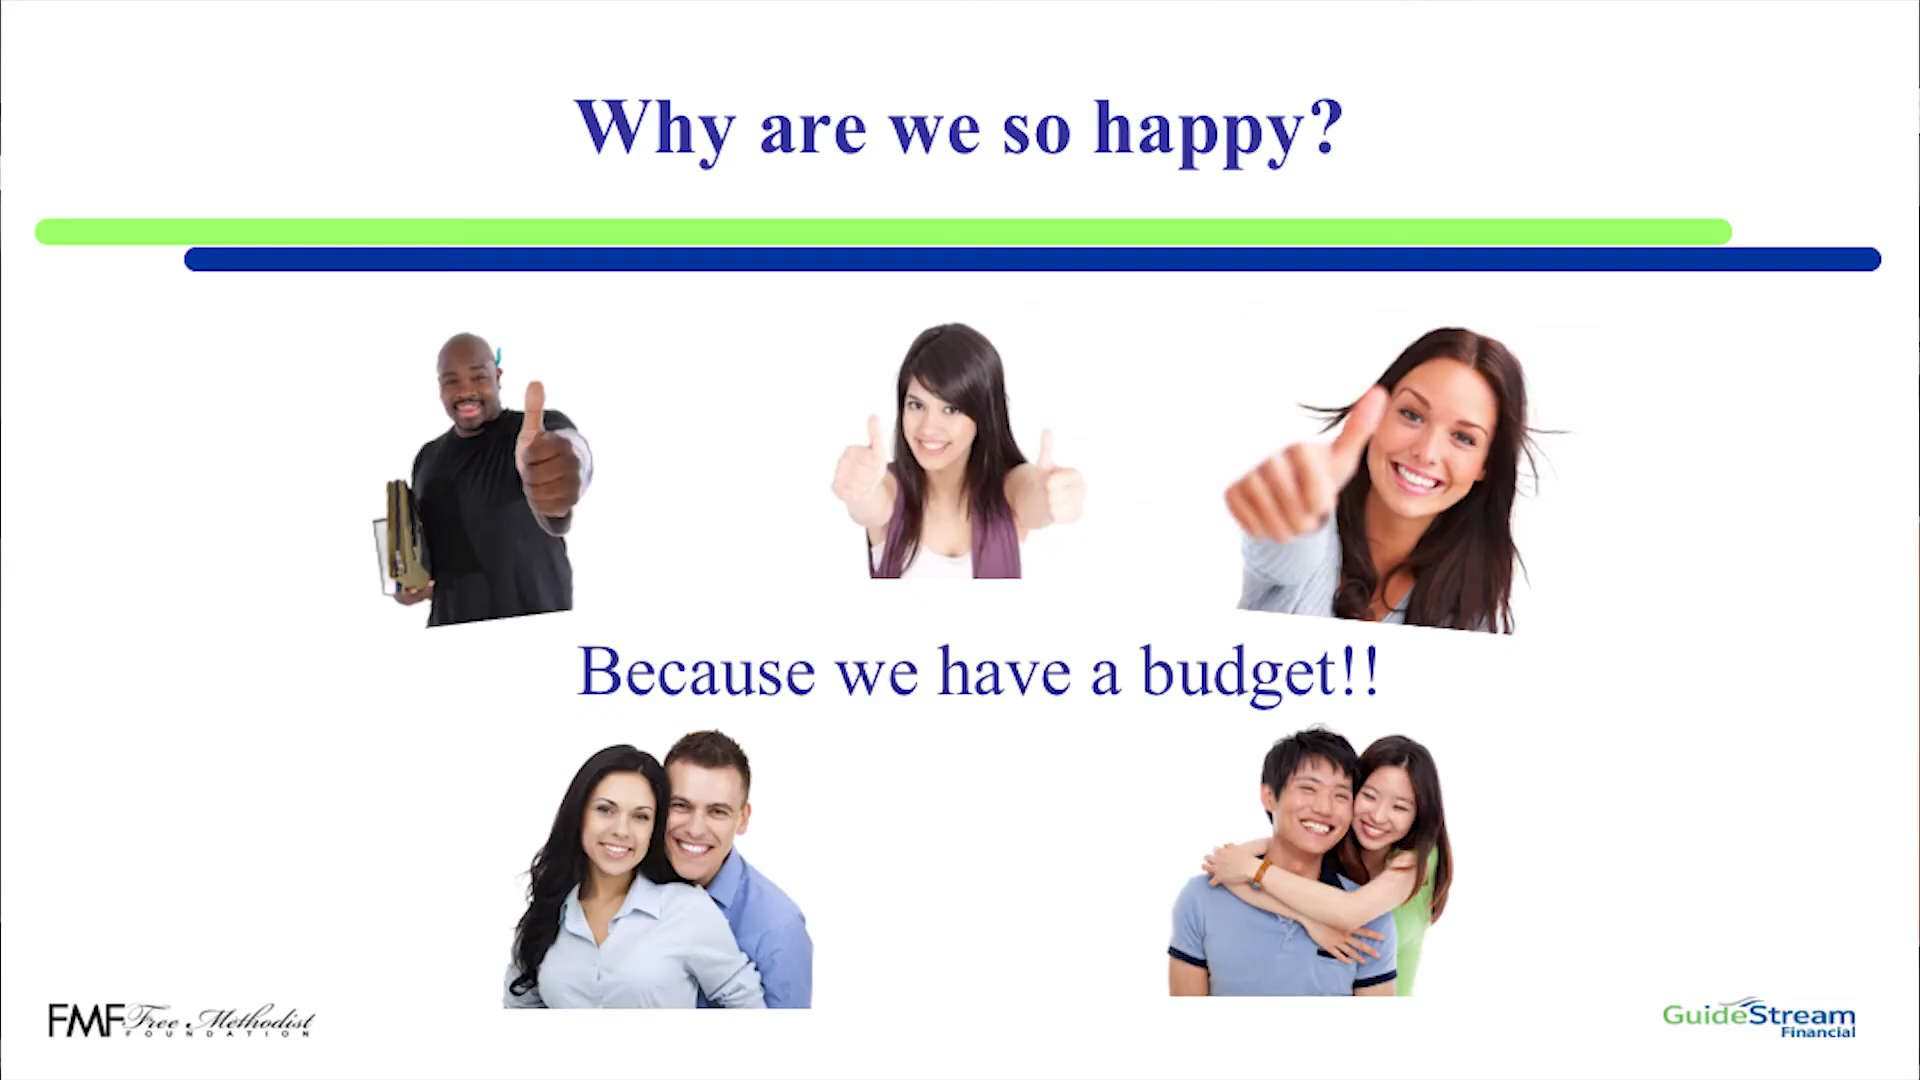 Why are we so happy?
Because we have a budget!!
FMF Free Methodist
FOUNDATION
GuideStream
Financial